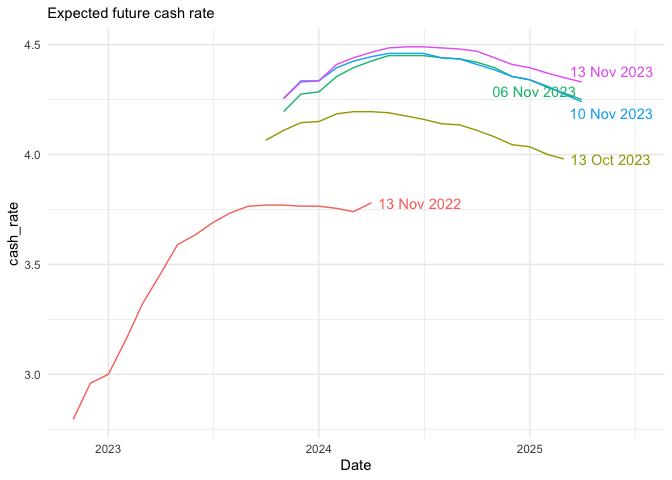 Expected future cash rate
4.5
13 Nov 2023
06 Nov 2023
10 Nov 2023
4.0
13 Oct 2023
13 Nov 2022
cash_rate
3.5
3.0
2023
2024
2025
Date